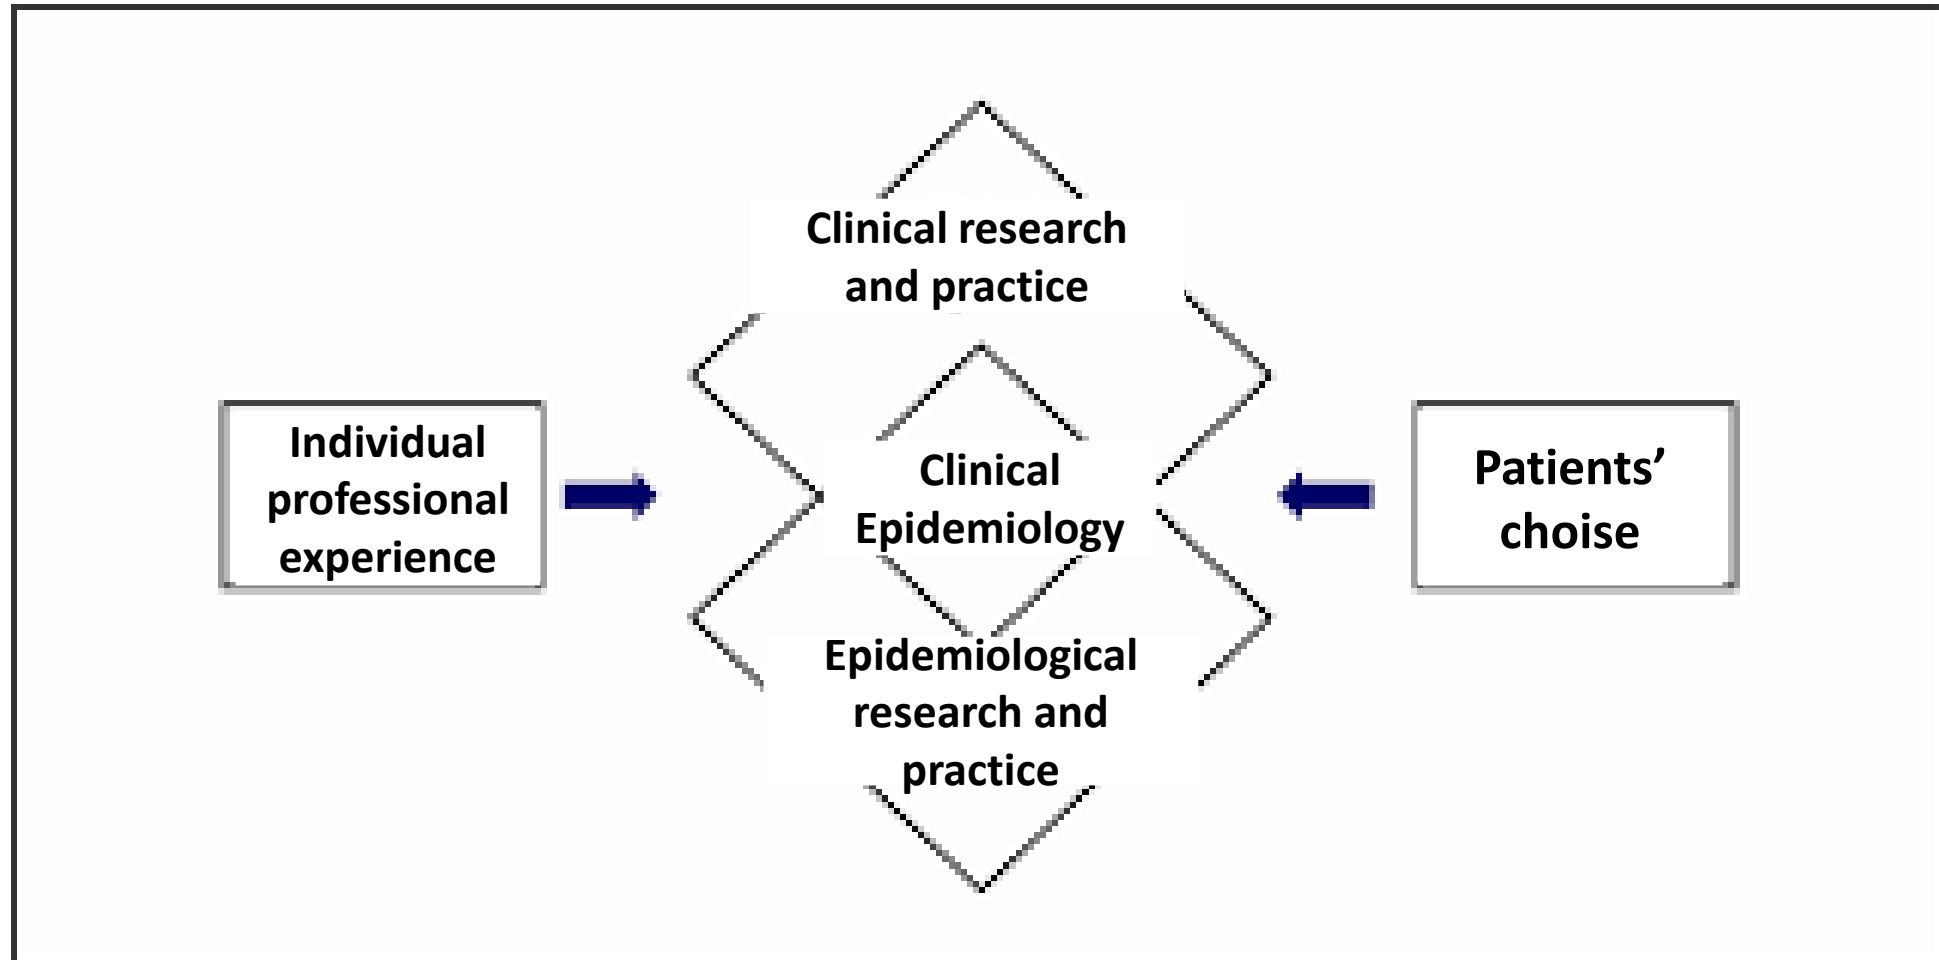 Clinical research
and practice
Individual
professional
experience
Clinical
Epidemiology
Patients’
choise
Epidemiological
research and
practice